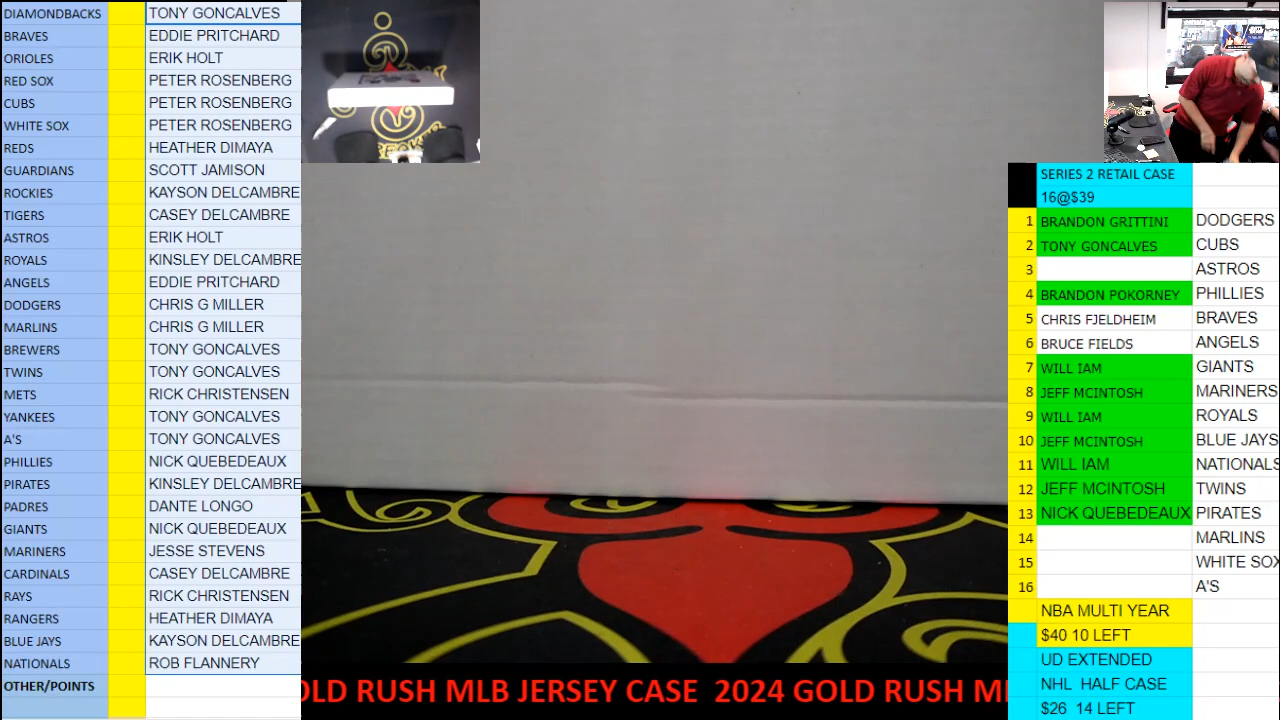 DIAMONDBACKS TONY GONCALVES
BRAVES EDDIE PRITCHARD
ORIOLES ERIK HOLT
RED SOX PETER ROSENBERG
CUBS PETER ROSENBERG
WHITE SOX PETER ROSENBERG
REDS HEATHER DIMAYA
GUARDIANS SCOTT JAMISON
ROCKIES KAYSON DELCAMBRE
TIGERS CASEY DELCAMBRE
ASTROS ERIK HOLT
ROYALS KINSLEY DELCAMBRE
ANGELS EDDIE PRITCHARD
DODGERS CHRIS G MILLER
MARLINS CHRIS G MILLER
BREWERS TONY GONCALVES
TWINS TONY GONCALVES
METS RICK CHRISTENSEN
YANKEES TONY GONCALVES
A'S TONY GONCALVES
PHILLIES NICK QUEBEDEAUX
PIRATES KINSLEY DELCAMBRE
PADRES DANTE LONGO
GIANTS NICK QUEBEDEAUX
MARINERS JESSE STEVENS
CARDINALS CASEY DELCAMBRE
RAYS RICK CHRISTENSEN
RANGERS HEATHER DIMAYA
BLUE JAYS KAYSON DELCAMBRE
NATIONALS ROB FLANNERY
OTHER/POINTS
SERIES 2 RETAIL CASE
16@$39
1 BRANDON GRITTINI DODGERS
2 TONY GONCALVES CUBS
3 ASTROS
4 BRANDON POKORNEY PHILLIES
5 CHRIS FJELDHEIM BRAVES
6 BRUCE FIELDS ANGELS
7 WILL IAM GIANTS
8 JEFF MCINTOSH MARINERS
9 WILL IAM ROYALS
10 JEFF MCINTOSH BLUE JAYS
11 WILL IAM NATIONALS
12 JEFF MCINTOSH TWINS
13 NICK QUEBEDEAUX PIRATES
14 MARLINS
15 WHITE SOX
16 A'S
NBA MULTI YEAR
$40 10 LEFT
UD EXTENDED
NHL HALF CASE
$26 14 LEFT
OLD RUSH MLB JERSEY CASE 2024 GOLD RUSH M